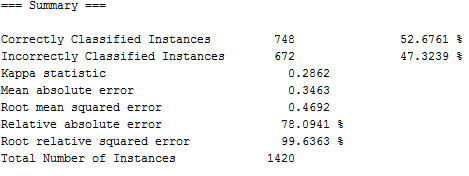 === Summary ===
Correctly Classified Instances 748 52.6761 %
Incorrectly Classified Instances 672 47.3239 %
Kappa statistic 0.2862
Mean absolute error 0.3463
Root mean squared error 0.4692
Relative absolute error 78.0941 %
Root relative squared error 99.6363 %
Total Number of Instances 1420